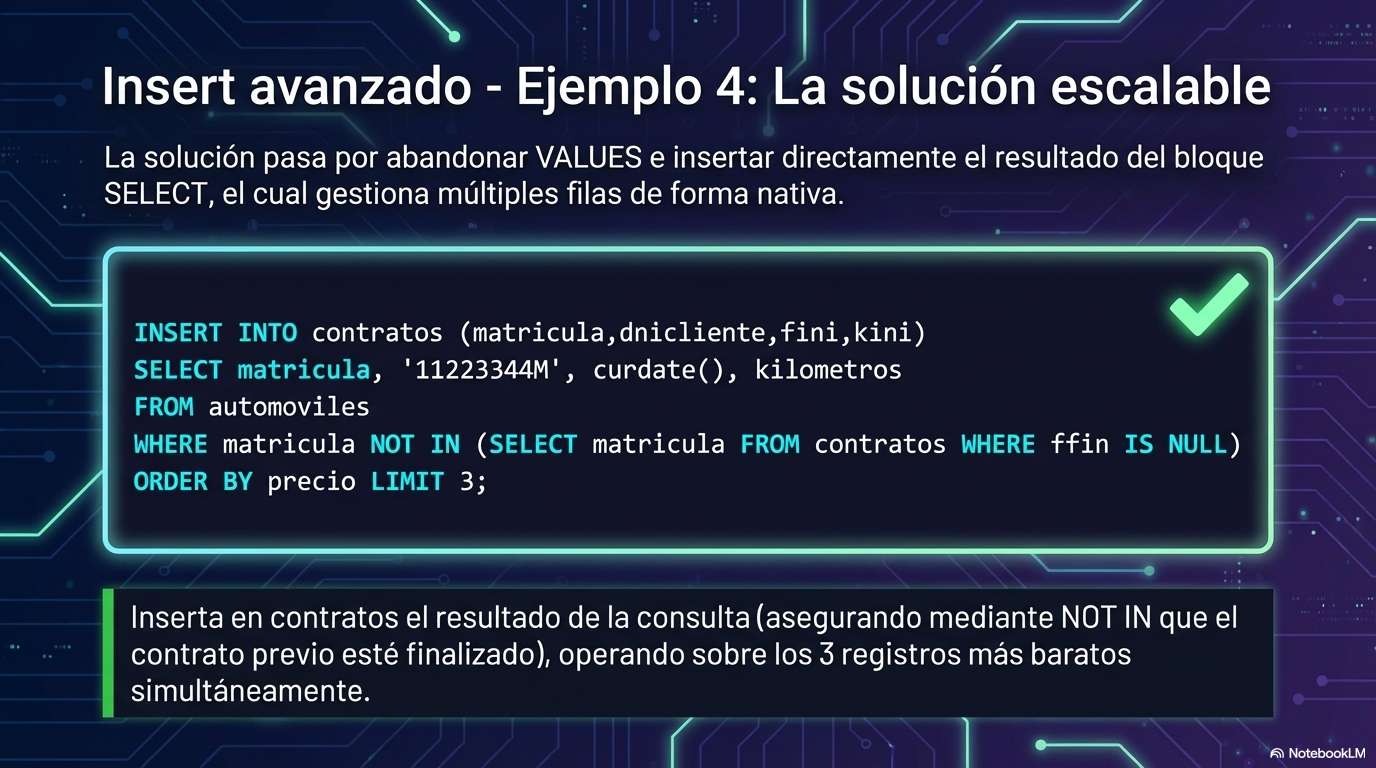 Insert avanzado - Ejemplo 4: La solución escalable
La solución pasa por abandonar VALUES e insertar directamente el resultado del bloque
SELECT, el cual gestiona múltiples filas de forma nativa.
INSERT INTO contratos (matricula,dnicliente,fini,kini)
SELECT matricula, '11223344M', curdate(), kilometros
FROM automoviles
WHERE matricula NOT IN (SELECT matricula FROM contratos WHERE ffin IS NULL)
ORDER BY precio LIMIT 3;
Inserta en contratos el resultado de la consulta (asegurando mediante NOT IN que el
contrato previo esté finalizado), operando sobre los 3 registros más baratos
simultáneamente.
NotebookLM